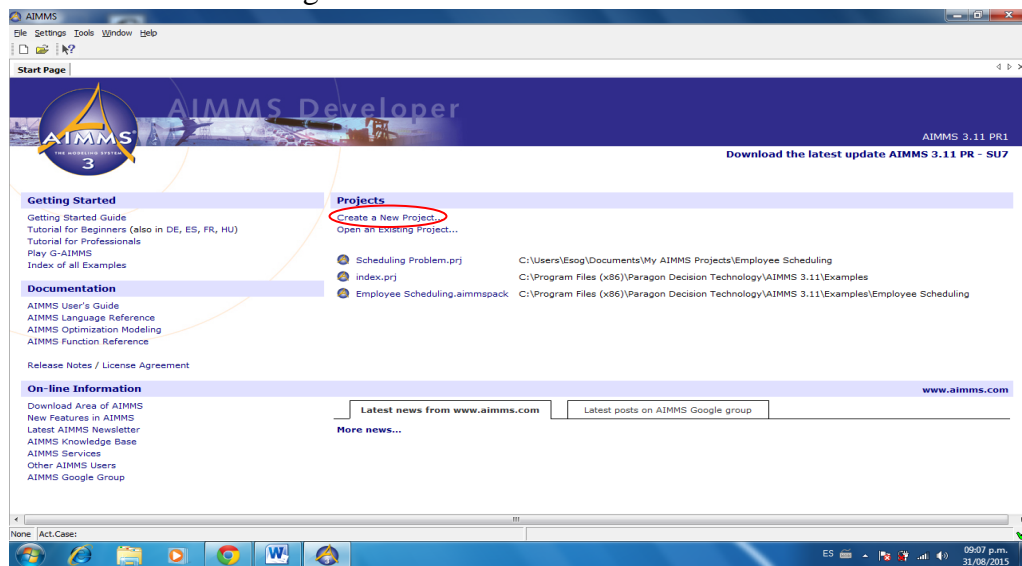 AIMMS
File Settings Tools Window Help
Start Page
AIMMS Developer
AIMMS
THE MODELING SYSTEM
3
AIMMS 3.11 PR1
Download the latest update AIMMS 3.11 PR - SU7
Getting Started
Getting Started Guide
Tutorial for Beginners (also in DE, ES, FR, HU)
Tutorial for Professionals
Play G-AIMMS
Index of all Examples
Documentation
AIMMS User's Guide
AIMMS Language Reference
AIMMS Optimization Modeling
AIMMS Function Reference
Release Notes / License Agreement
On-line Information
Download Area of AIMMS
New Features in AIMMS
Latest AIMMS Newsletter
AIMMS Knowledge Base
AIMMS Services
Other AIMMS Users
AIMMS Google Group
Projects
Create a New Project...
Open an Existing Project...
Scheduling Problem.prj C:\Users\Esog\Documents\My AIMMS Projects\Employee Scheduling
index.prj C:\Program Files (x86)\Paragon Decision Technology\AIMMS 3.11\Examples
Employee Scheduling.aimmspack C:\Program Files (x86)\Paragon Decision Technology\AIMMS 3.11\Examples\Employee Scheduling
www.aimms.com
Latest news from www.aimms.com Latest posts on AIMMS Google group
More news...
None Act.Case:
ES 09:07 p.m.
31/08/2015